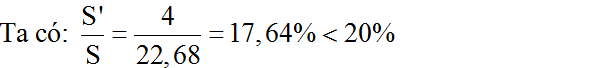 Ta có: S'/S = 4/22,68 = 17,64% < 20%